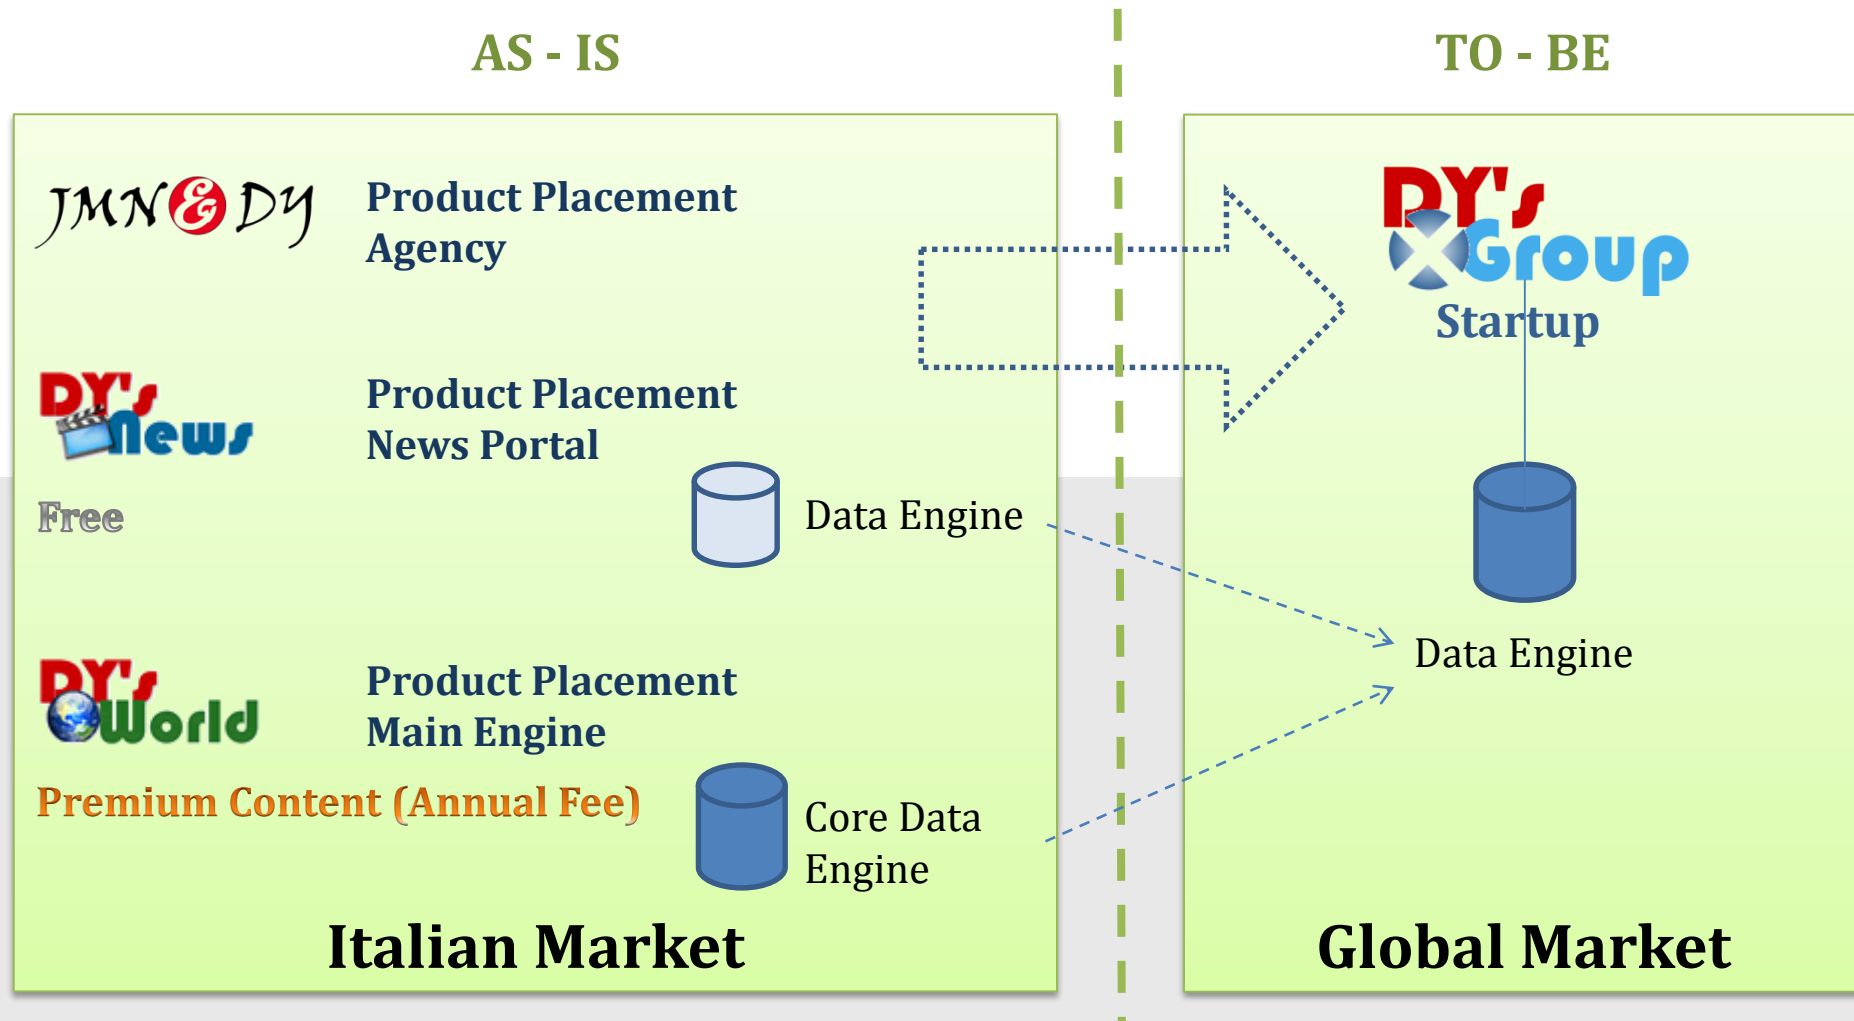 AS - IS
TO - BE
JMN & DY
Product Placement
Agency
DY's
News
Product Placement
News Portal
Free
Data Engine
DY's
World
Product Placement
Main Engine
Premium Content (Annual Fee)
Core Data
Engine
Italian Market
DY's
Group
Startup
Data Engine
Global Market